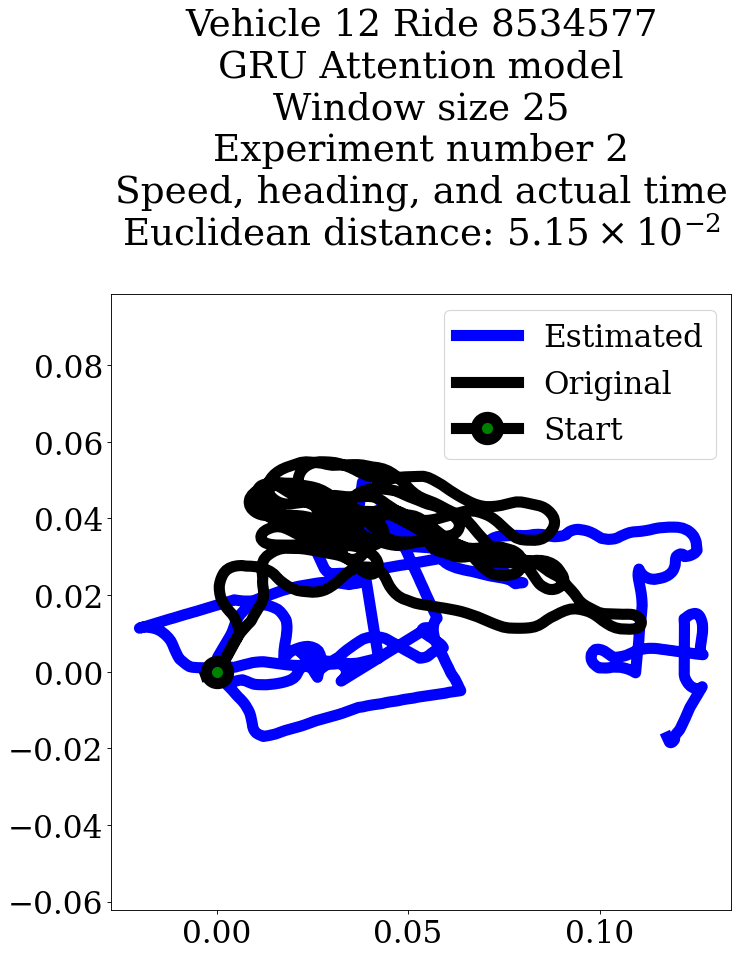 Vehicle 12 Ride 8534577
GRU Attention model
Window size 25
Experiment number 2
Speed, heading, and actual time
Euclidean distance: 5.15 × 10⁻²
Estimated
Original
Start
0.08
0.06
0.04
0.02
0.00
−0.02
−0.04
−0.06
0.00 0.05 0.10